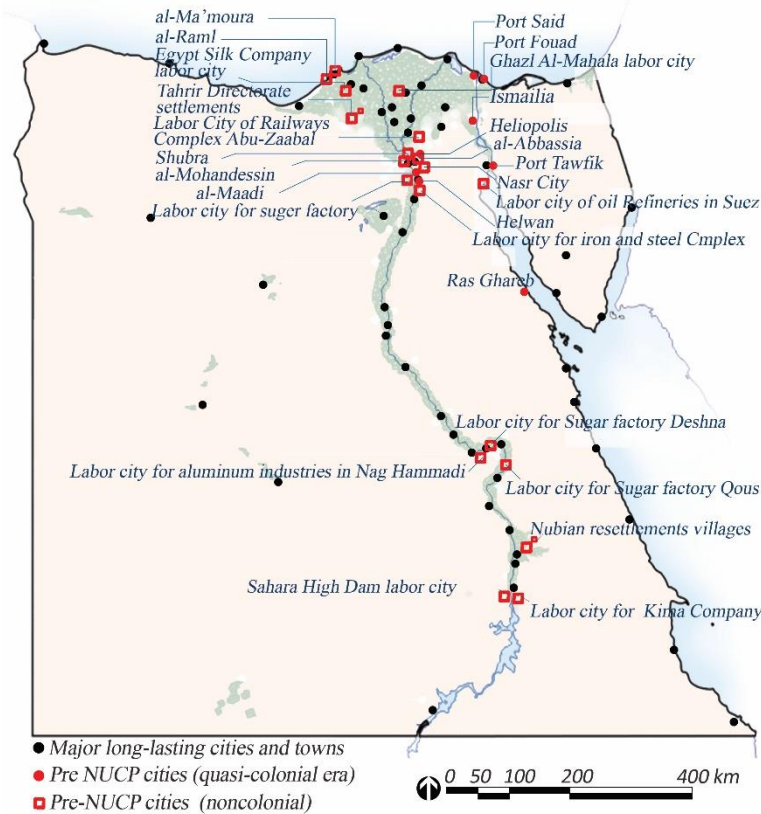 al-Ma'moura
al-Raml
Egypt Silk Company
labor city
Tahrir Directorate
settlements
Labor City of Railways
Complex Abu-Zaabal
Shubra
al-Mohandessin
al-Maadi
Labor city for suger factory
Port Said
Port Fouad
Ghazl Al-Mahala labor city
Ismailia
Heliopolis
al-Abbassia
Port Tawfik
Nasr City
Labor city of oil Refineries in Suez
Helwan
Labor city for iron and steel Cmplex
Ras Ghareb
Labor city for Sugar factory Deshna
Labor city for aluminum industries in Nag Hammadi
Labor city for Sugar factory Qous
Nubian resettlements villages
Sahara High Dam labor city
Labor city for Kima Company
Major long-lasting cities and towns
Pre NUCP cities (quasi-colonial era)
Pre-NUCP cities (noncolonial)
0 50 100 200 400 km